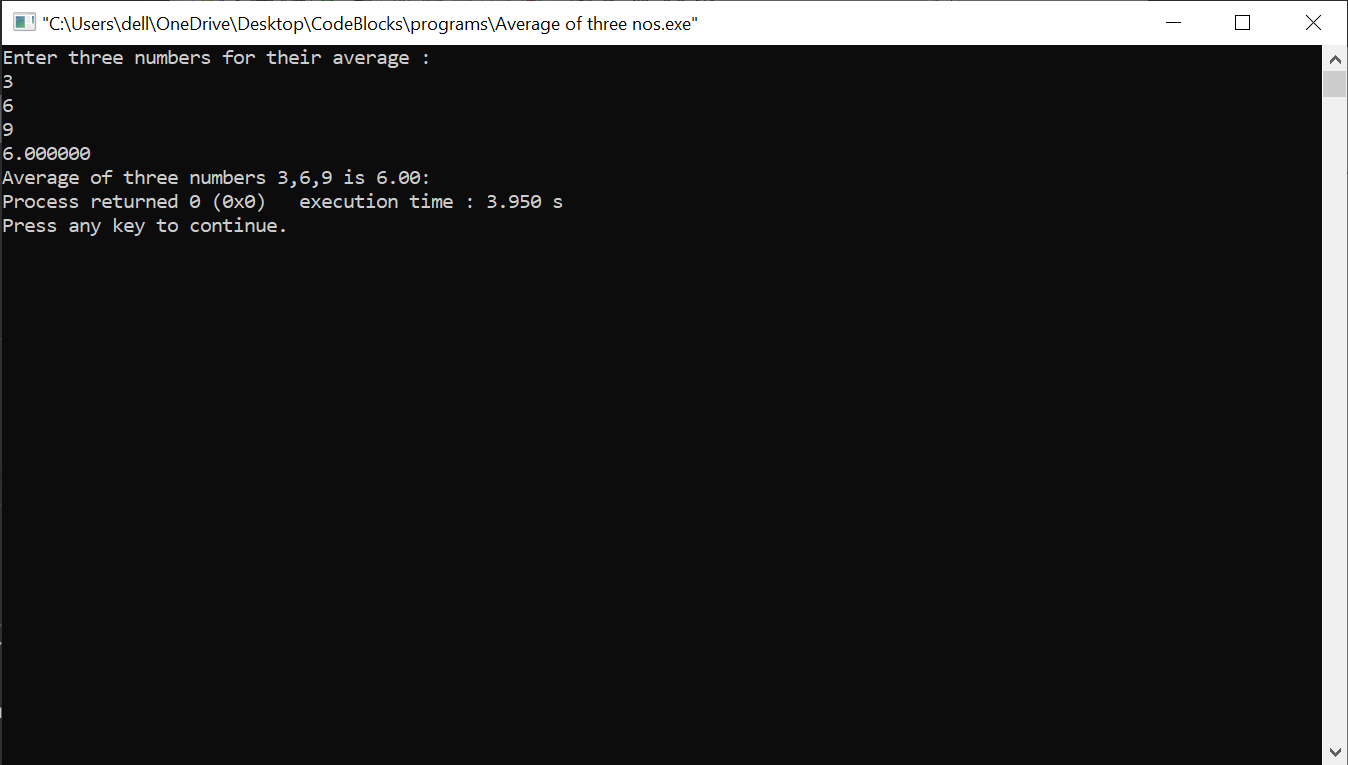 "C:\Users\dell\OneDrive\Desktop\CodeBlocks\programs\Average of three nos.exe"
Enter three numbers for their average :
3
6
9
6.000000
Average of three numbers 3,6,9 is 6.00:
Process returned 0 (0x0)   execution time : 3.950 s
Press any key to continue.